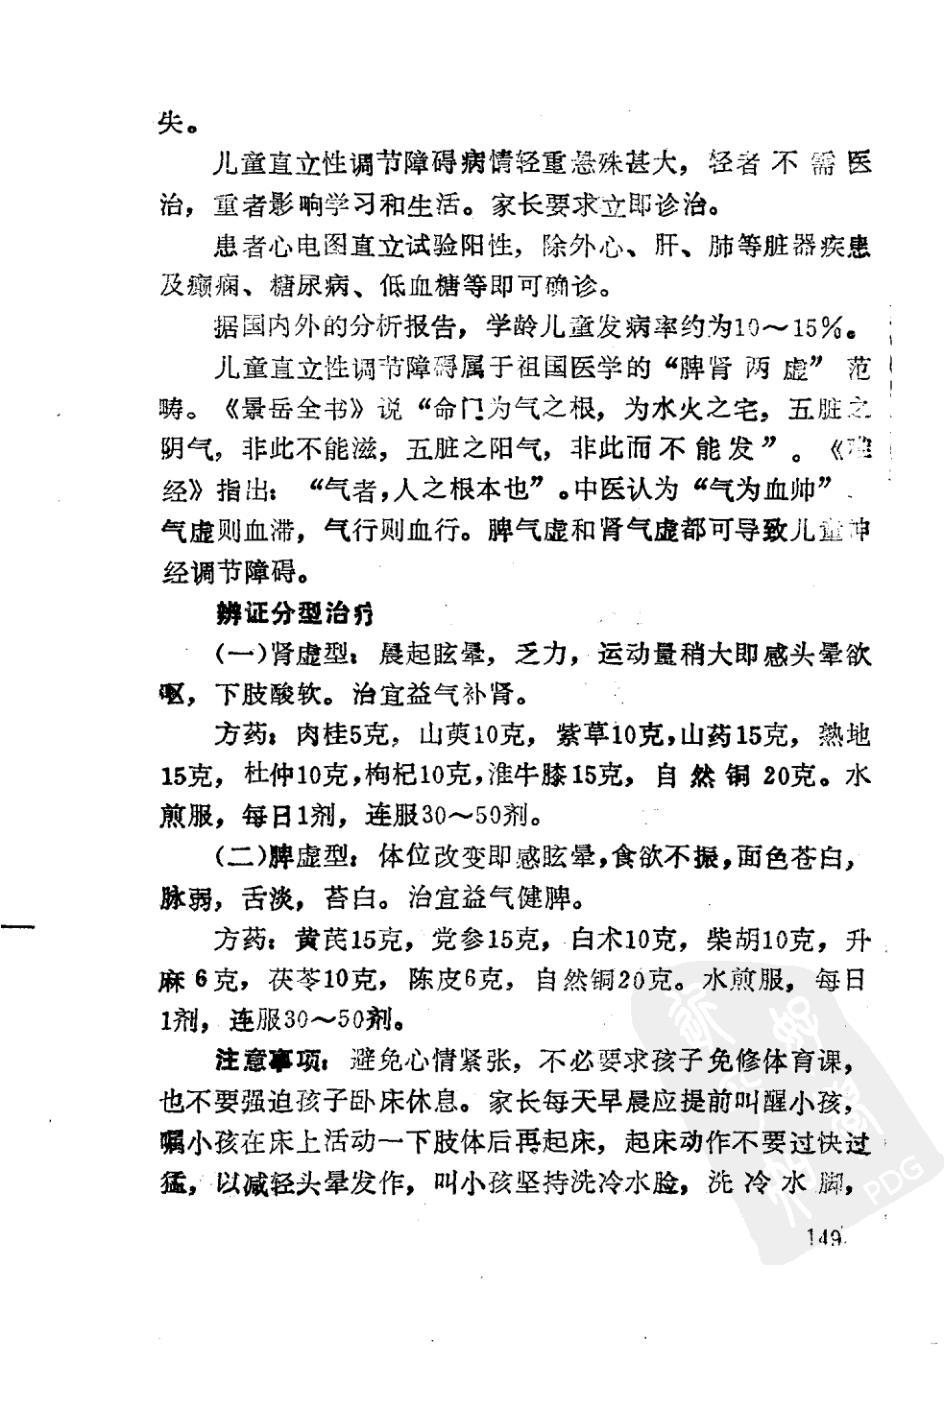 失。
儿童直立性调节障碍病情轻重悬殊甚大，轻者不需医
治，重者影响学习和生活。家长要求立即诊治。
患者心电图直立试验阳性，除外心、肝、肺等脏器疾患
及癫痫、糖尿病、低血糖等即可确诊。
据国内外的分析报告，学龄儿童发病率约为10～15％。
儿童直立性调节障碍属于祖国医学的“脾肾两虚”范
畴。《景岳全书》说“命门为气之根，为水火之宅，五脏之
阴气，非此不能滋，五脏之阳气，非此而不能发”。《难
经》指出：“气者，人之根本也”。中医认为“气为血帅”
气虚则血滞，气行则血行。脾气虚和肾气虚都可导致儿童神
经调节障碍。
辨证分型治疗
（一）肾虚型：晨起眩晕，乏力，运动量稍大即感头晕欲
呕，下肢酸软。治宜益气补肾。
方药：肉桂5克，山萸10克，紫草10克，山药15克，熟地
15克，杜仲10克，枸杞10克，淮牛膝15克，自然铜20克。水
煎服，每日1剂，连服30～50剂。
（二）脾虚型：体位改变即感眩晕，食欲不振，面色苍白，
脉弱，舌淡，苔白。治宜益气健脾。
方药：黄芪15克，党参15克，白术10克，柴胡10克，升
麻6克，茯苓10克，陈皮6克，自然铜20克。水煎服，每日
1剂，连服30～50剂。
注意事项：避免心情紧张，不必要求孩子免修体育课，
也不要强迫孩子卧床休息。家长每天早晨应提前叫醒小孩，
嘱小孩在床上活动一下肢体后再起床，起床动作不要过快过
猛，以减轻头晕发作，叫小孩坚持洗冷水脸，洗冷水脚，
PDG
149